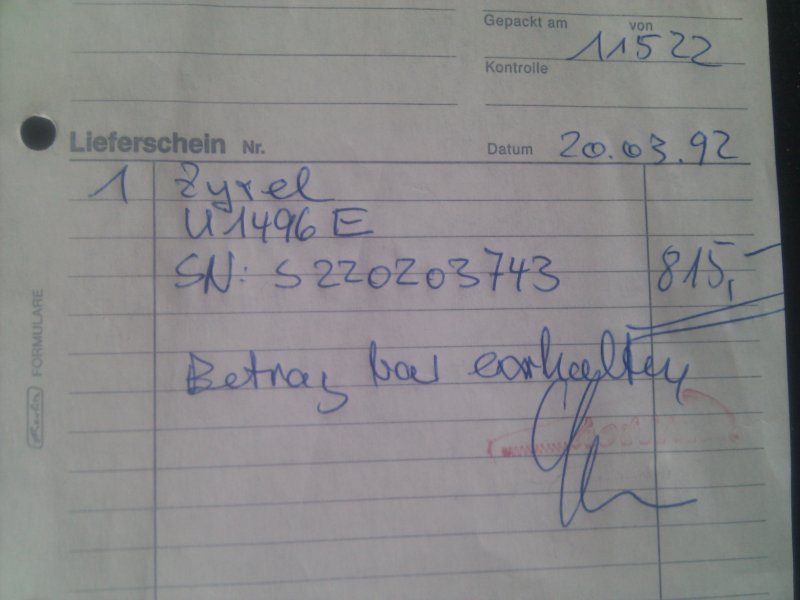 Gepackt am von
11522
Kontrolle
Lieferschein Nr. Datum 20.03.92
1 Zyxel
U1496E
SN: S220203743 815,-
Betrag bar erhalten
Herlitz FORMULARE